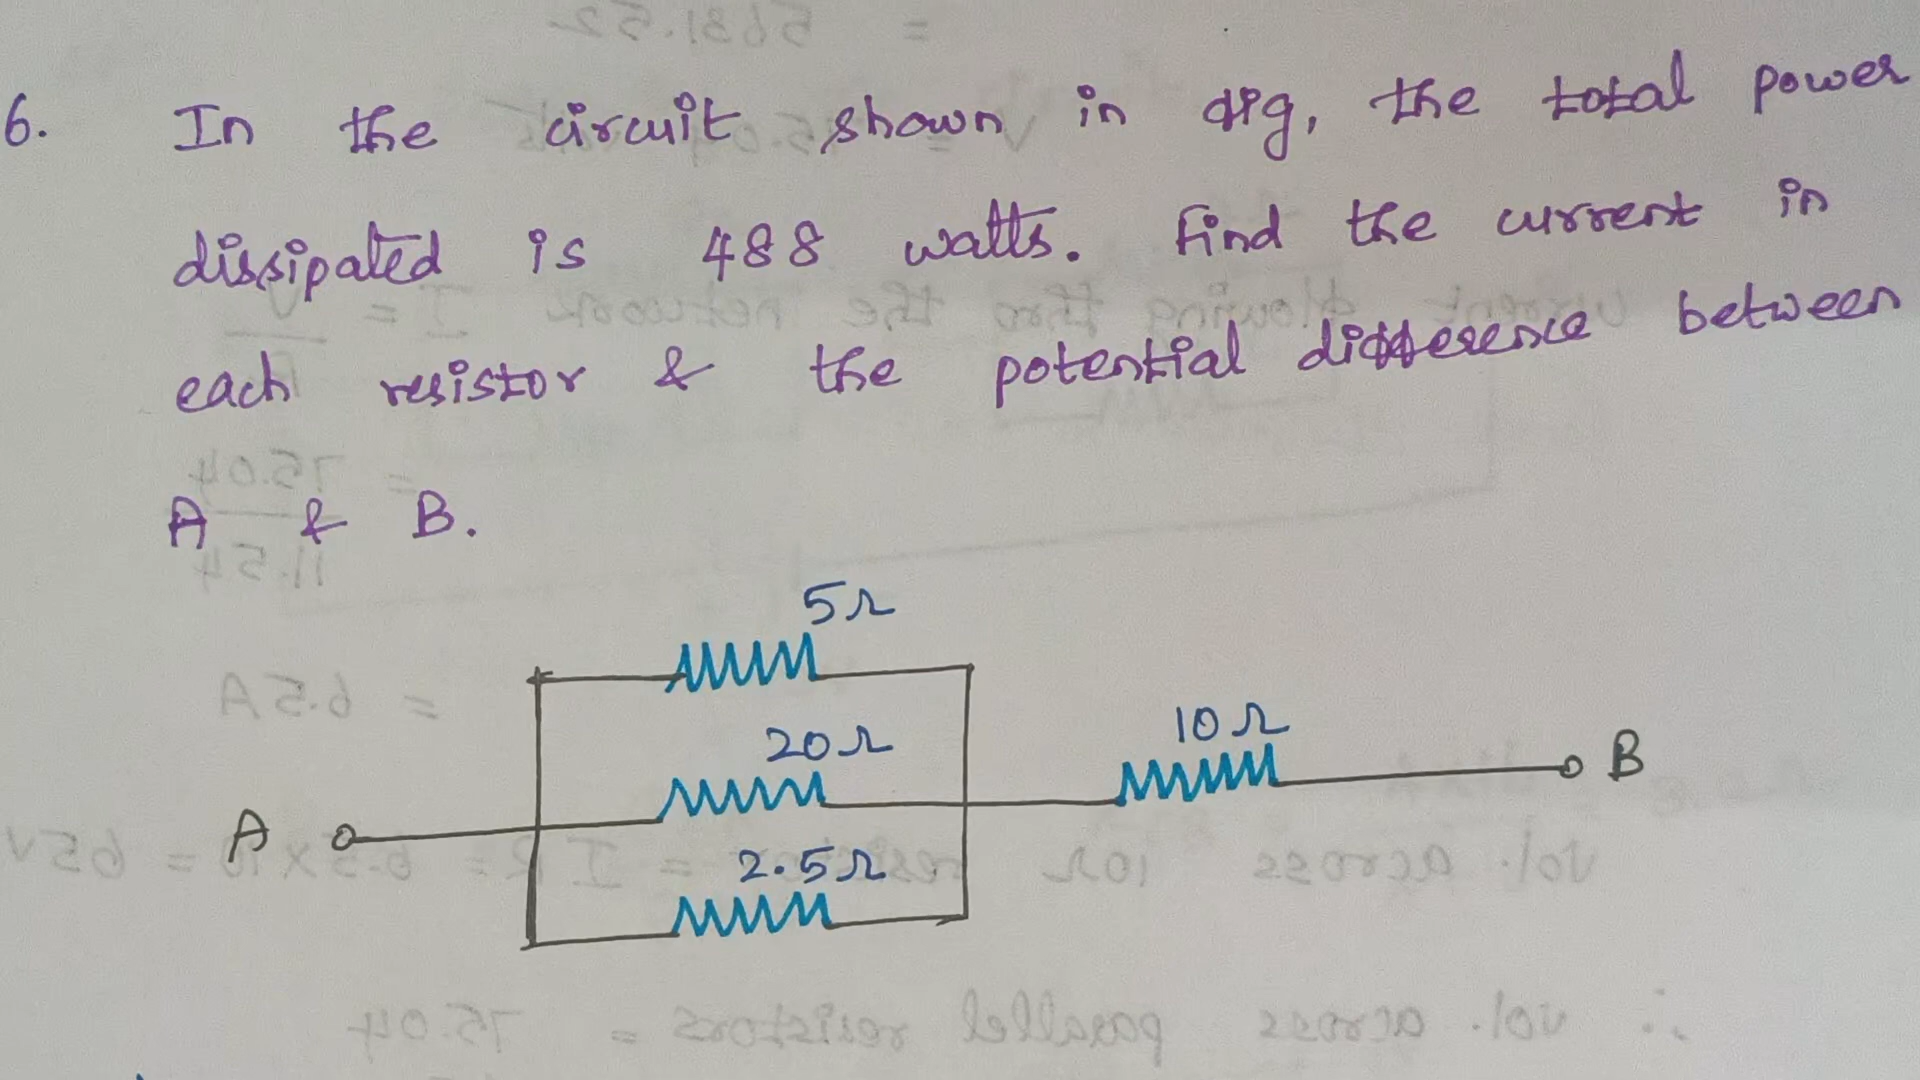 6. In the circuit shown in fig, the total power
dissipated is 488 watts. Find the current in
each resistor & the potential difference between
A & B.
5Ω
20Ω
10Ω
A
B
2.5Ω